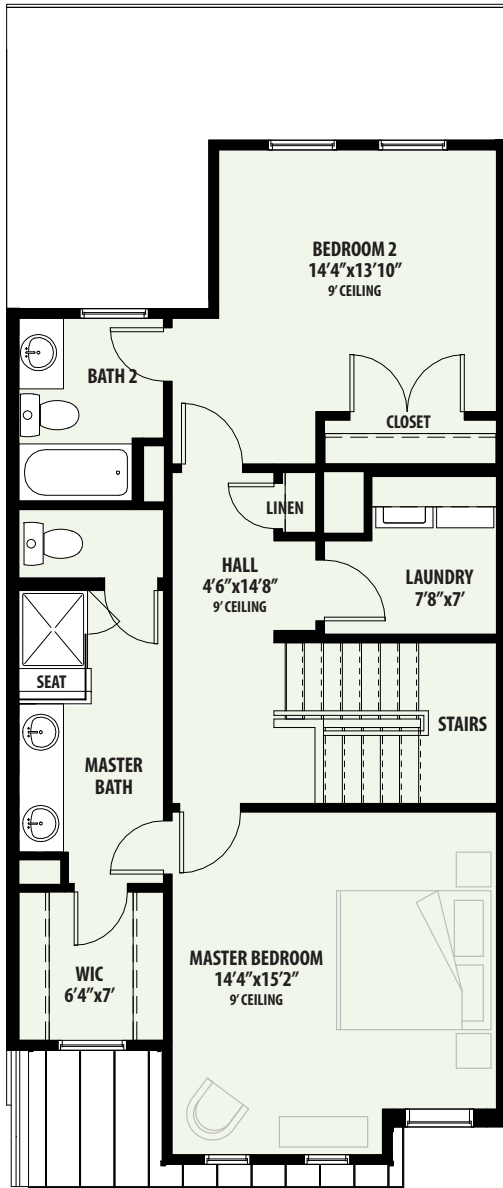 BEDROOM 2
14’4”x13’10”
9’ CEILING
BATH 2
CLOSET
LINEN
HALL
4’6”x14’8”
9’ CEILING
LAUNDRY
7’8”x7’
SEAT
STAIRS
MASTER
BATH
MASTER BEDROOM
14’4”x15’2”
9’ CEILING
WIC
6’4”x7’